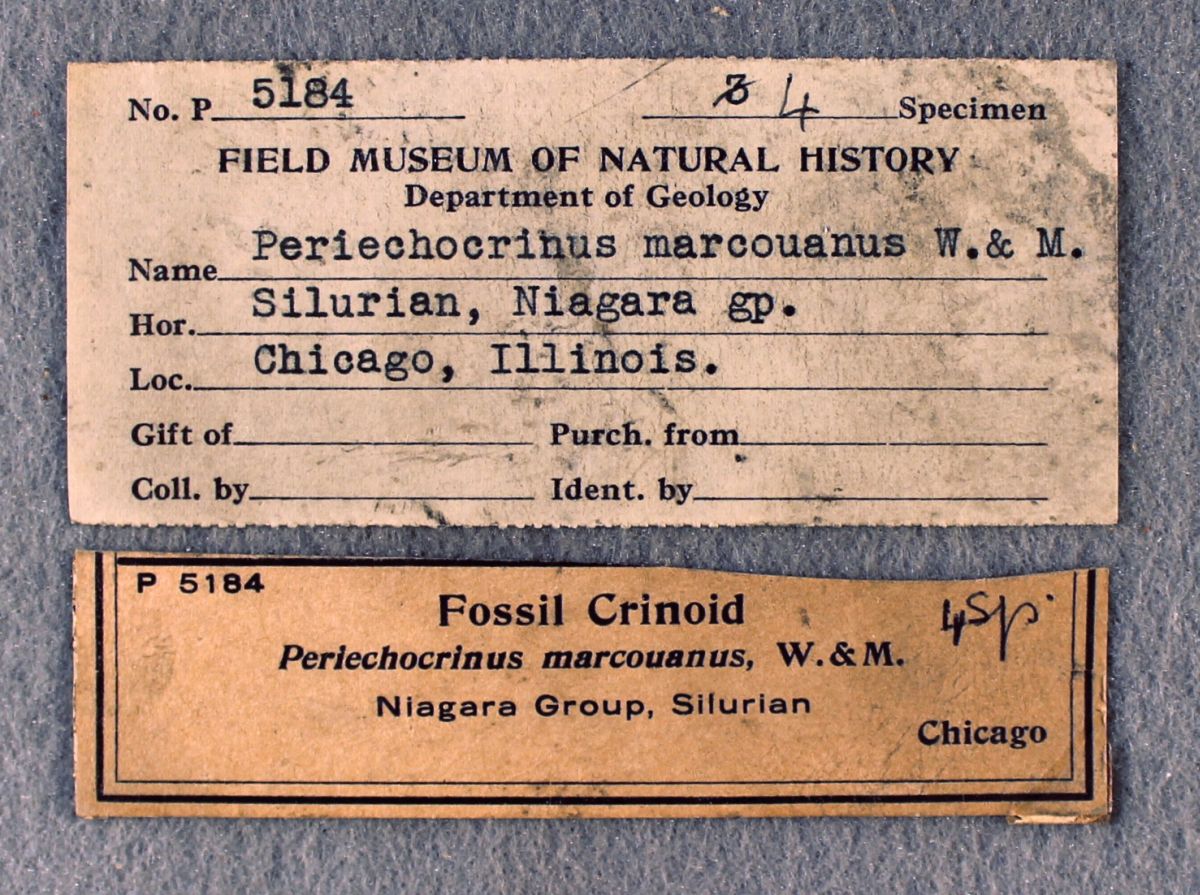 No. P 5184 3 4 Specimen
FIELD MUSEUM OF NATURAL HISTORY
Department of Geology
Name Periechocrinus marcouanus W.& M.
Hor. Silurian, Niagara gp.
Loc. Chicago, Illinois.
Gift of Purch. from
Coll. by Ident. by
P 5184
Fossil Crinoid 4 Sp.
Periechocrinus marcouanus, W. & M.
Niagara Group, Silurian
Chicago